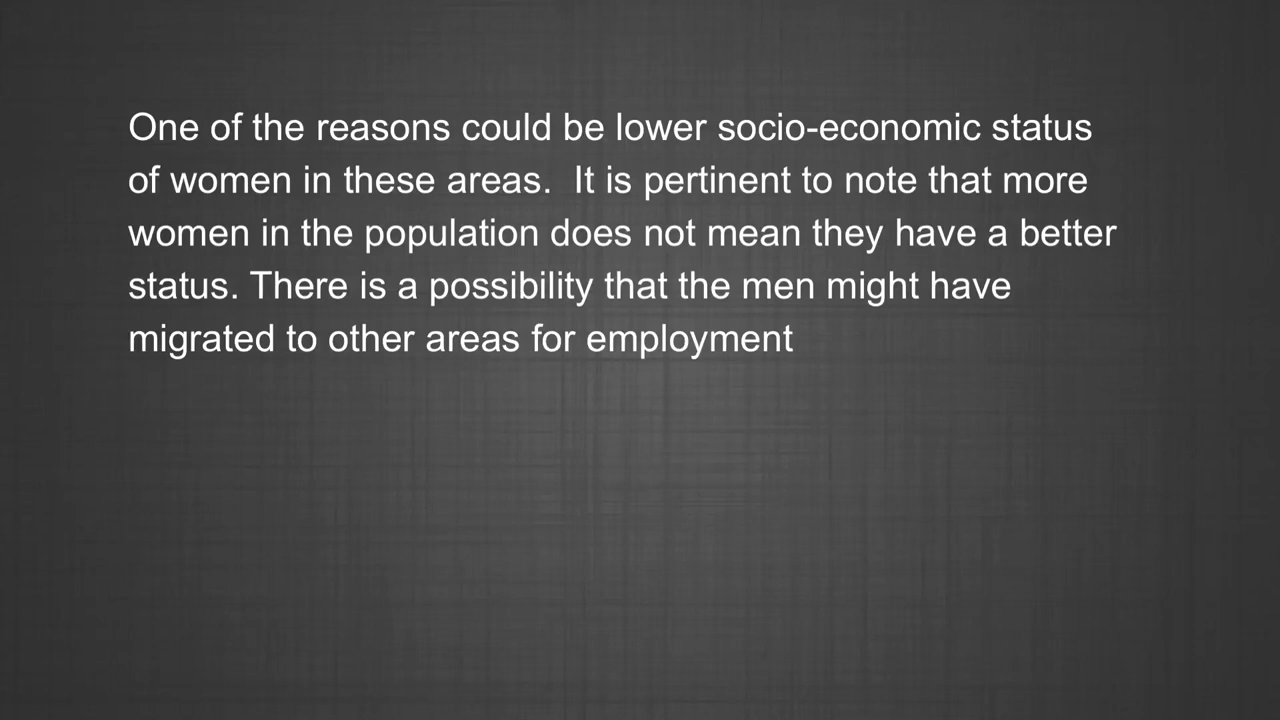 One of the reasons could be lower socio-economic status
of women in these areas.  It is pertinent to note that more
women in the population does not mean they have a better
status. There is a possibility that the men might have
migrated to other areas for employment